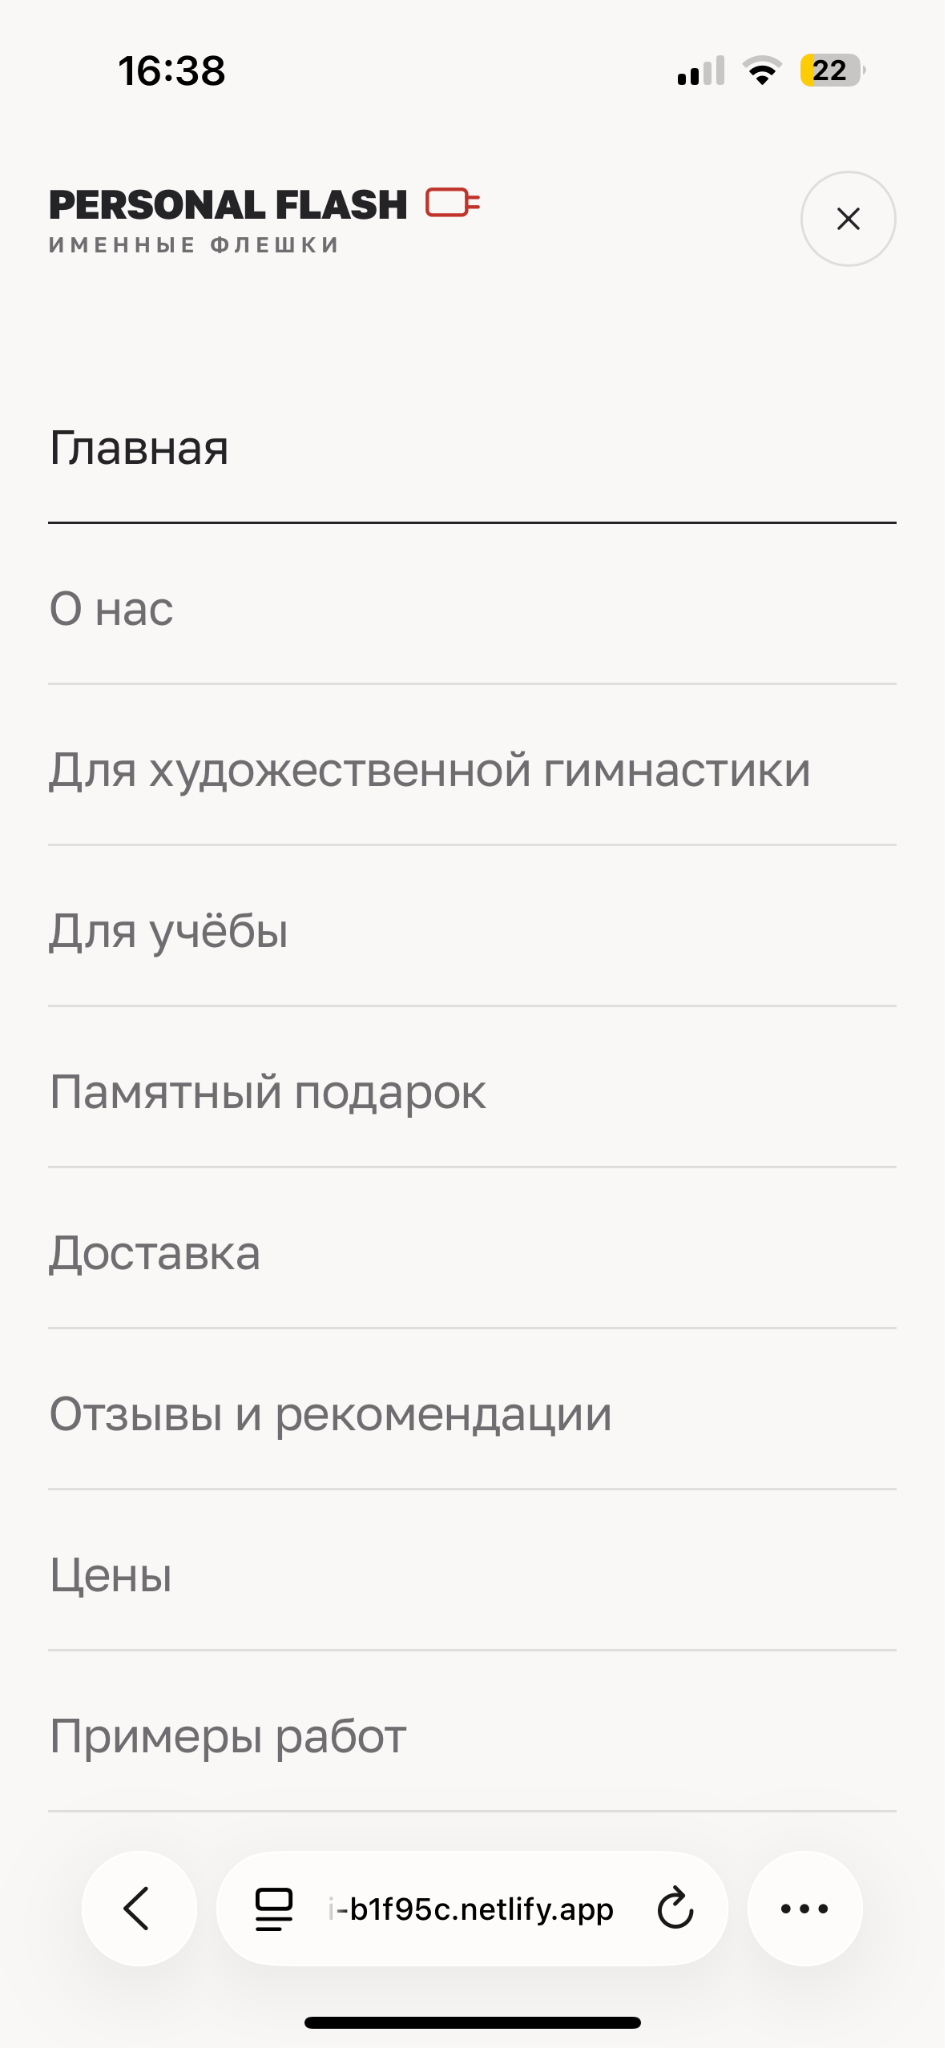 16:38
22
PERSONAL FLASH
ИМЕННЫЕ ФЛЕШКИ
Главная
О нас
Для художественной гимнастики
Для учёбы
Памятный подарок
Доставка
Отзывы и рекомендации
Цены
Примеры работ
i-b1f95c.netlify.app